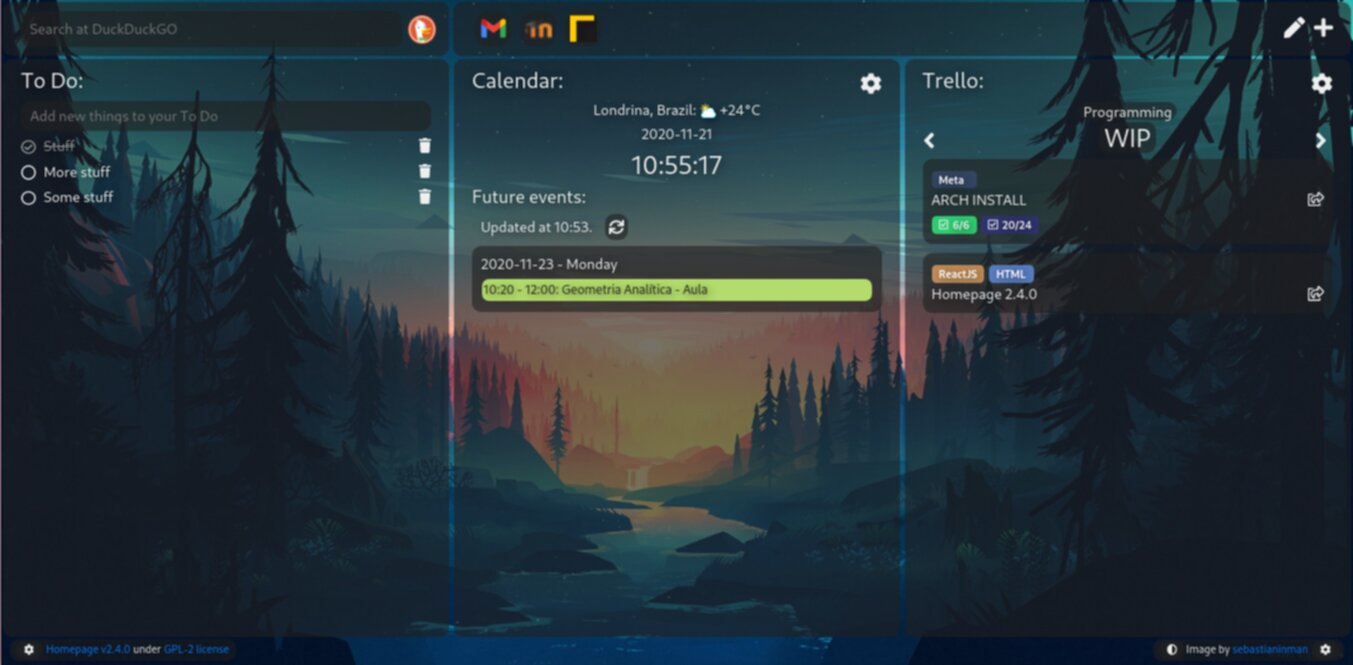 Search at DuckDuckGO
in
To Do:
Add new things to your To Do
Stuff
More stuff
Some stuff
Calendar:
Londrina, Brazil: +24°C
2020-11-21
10:55:17
Future events:
Updated at 10:53.
2020-11-23 - Monday
10:20 - 12:00: Geometria Analítica - Aula
Trello:
Programming
WIP
Meta
ARCH INSTALL
6/6 20/24
ReactJS HTML
Homepage 2.4.0
Homepage v2.4.0 under GPL-2 license
Image by sebastianinman